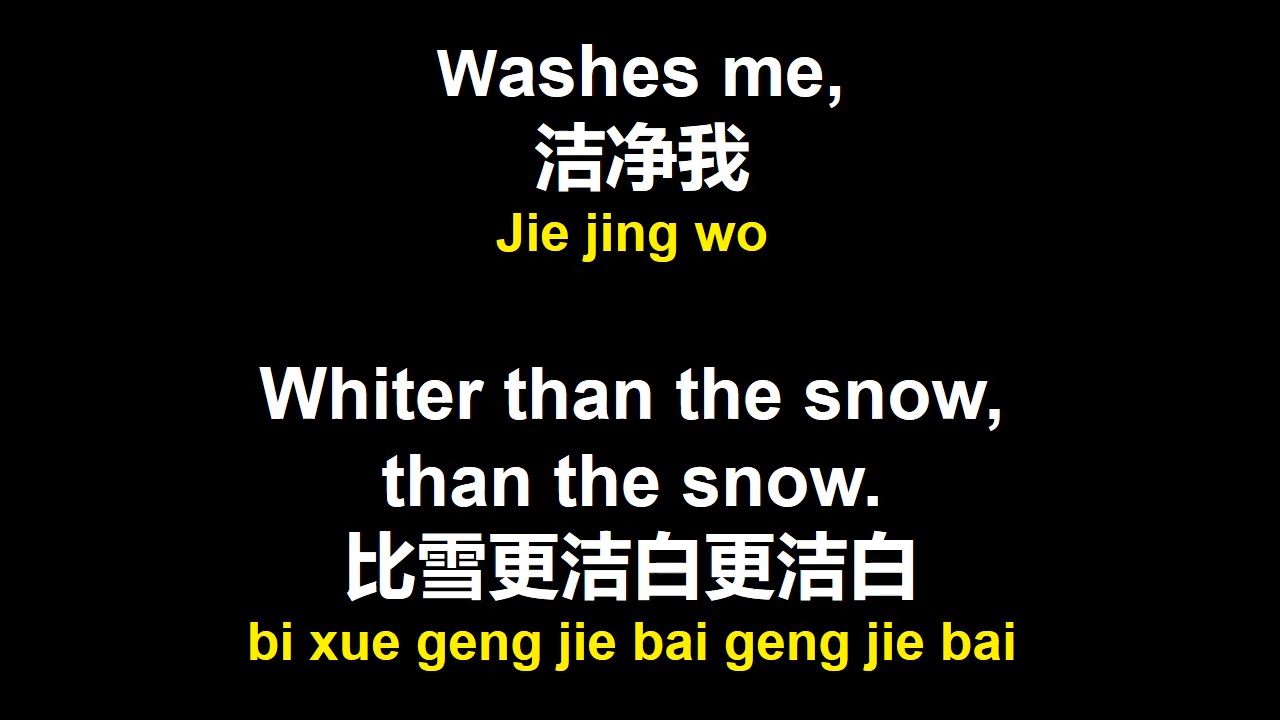 Washes me,
洁净我
Jie jing wo
Whiter than the snow,
than the snow.
比雪更洁白更洁白
bi xue geng jie bai geng jie bai